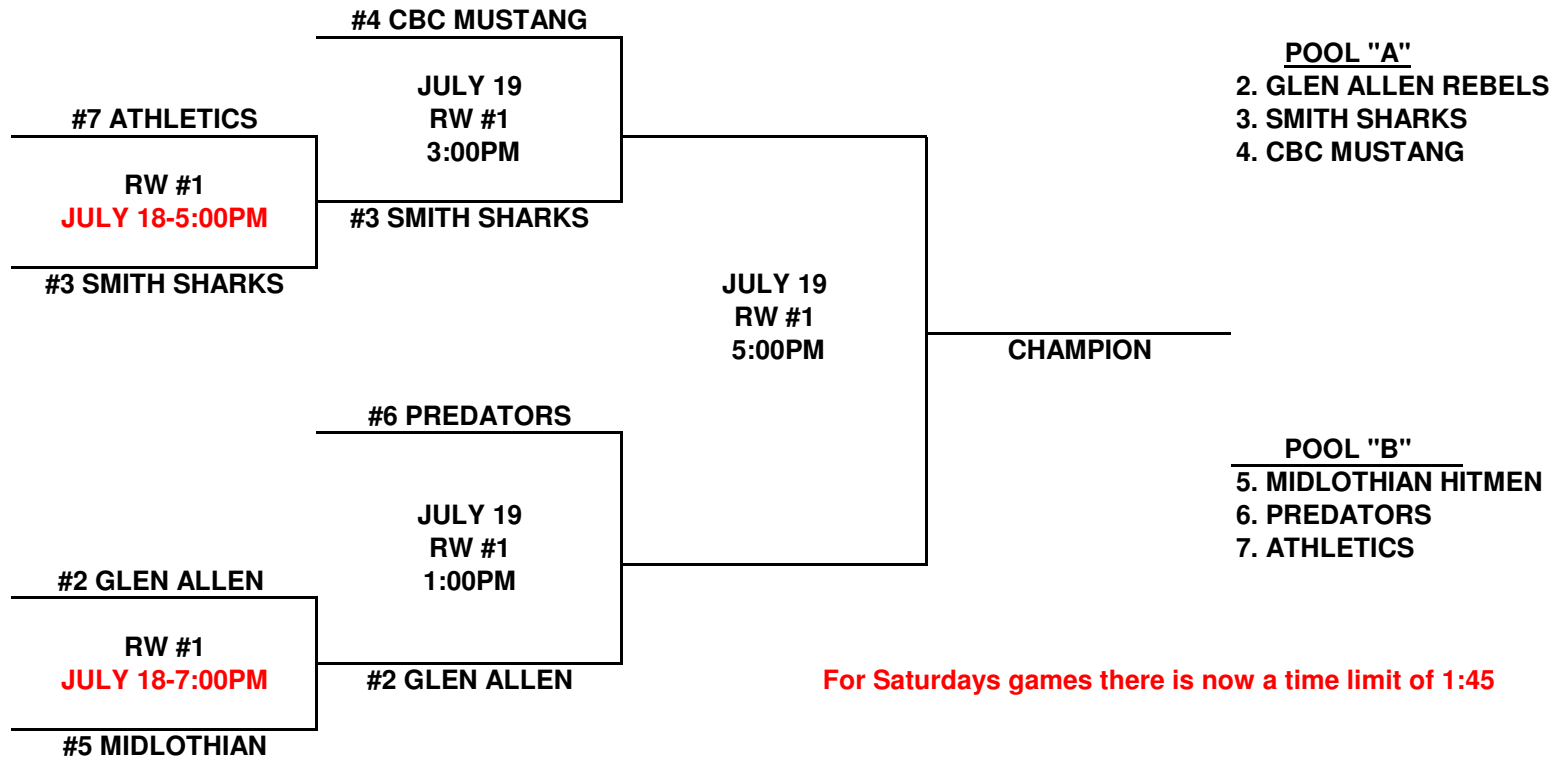 #4 CBC MUSTANG
POOL "A"
JULY 19
2. GLEN ALLEN REBELS
#7 ATHLETICS
RW #1
3. SMITH SHARKS
3:00PM
4. CBC MUSTANG
RW #1
JULY 18-5:00PM
#3 SMITH SHARKS
#3 SMITH SHARKS
JULY 19
RW #1
5:00PM
CHAMPION
#6 PREDATORS
POOL "B"
5. MIDLOTHIAN HITMEN
JULY 19
6. PREDATORS
RW #1
7. ATHLETICS
#2 GLEN ALLEN
1:00PM
RW #1
JULY 18-7:00PM
#2 GLEN ALLEN
For Saturdays games there is now a time limit of 1:45
#5 MIDLOTHIAN